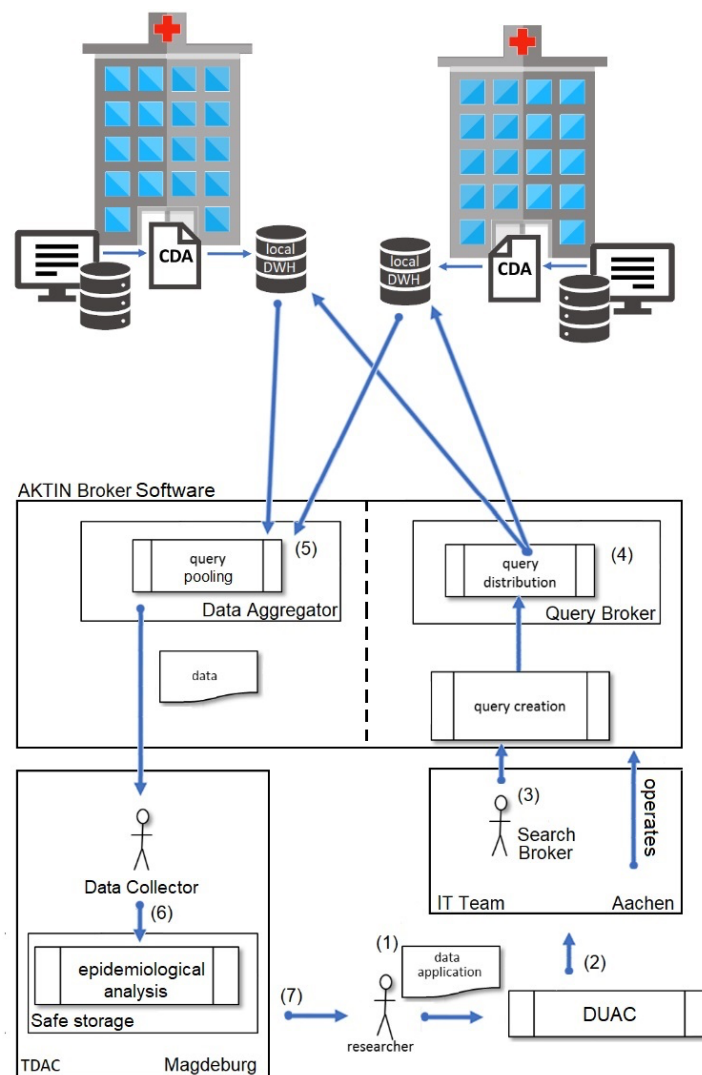 CDA
local
DWH
local
DWH
CDA
AKTIN Broker Software
query
pooling
(5)
Data Aggregator
query
distribution
(4)
Query Broker
data
query creation
(3)
Search
Broker
operates
IT Team
Aachen
Data Collector
(6)
epidemiological
analysis
Safe storage
TDAC
Magdeburg
(7)
(1)
data
application
researcher
(2)
DUAC